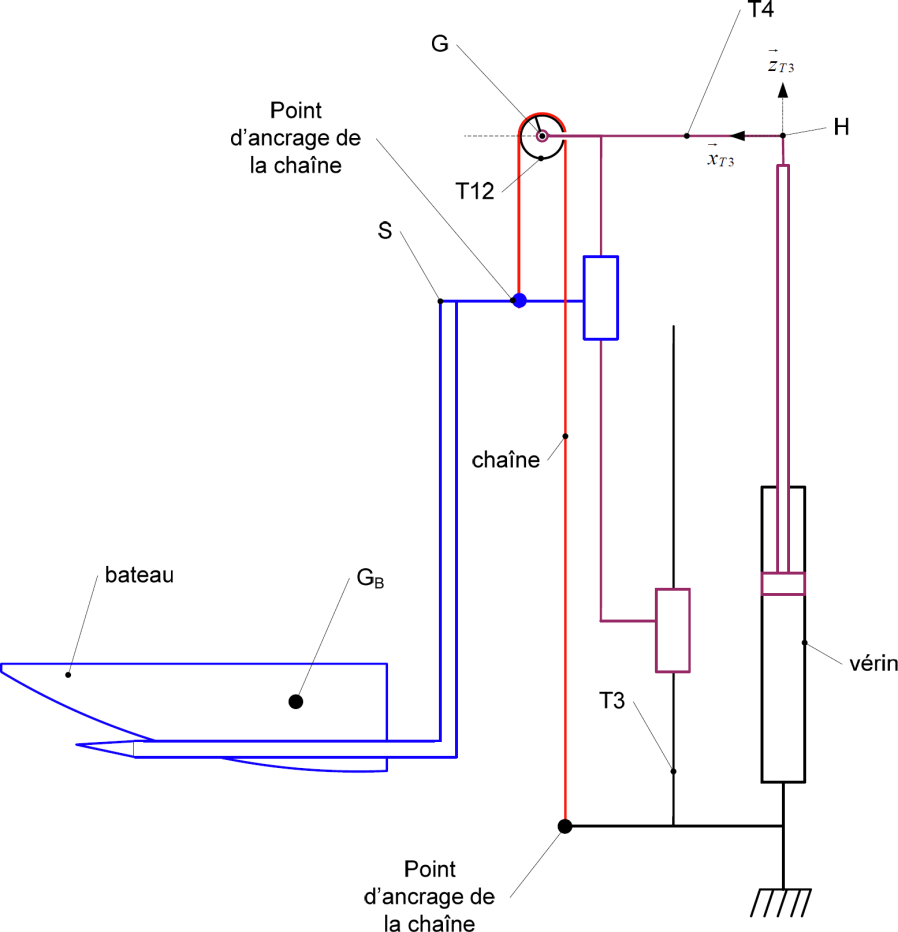 T4
G
z⃗T3
Point
d'ancrage de
la chaîne
H
x⃗T3
T12
S
chaîne
bateau
GB
vérin
T3
Point
d'ancrage de
la chaîne